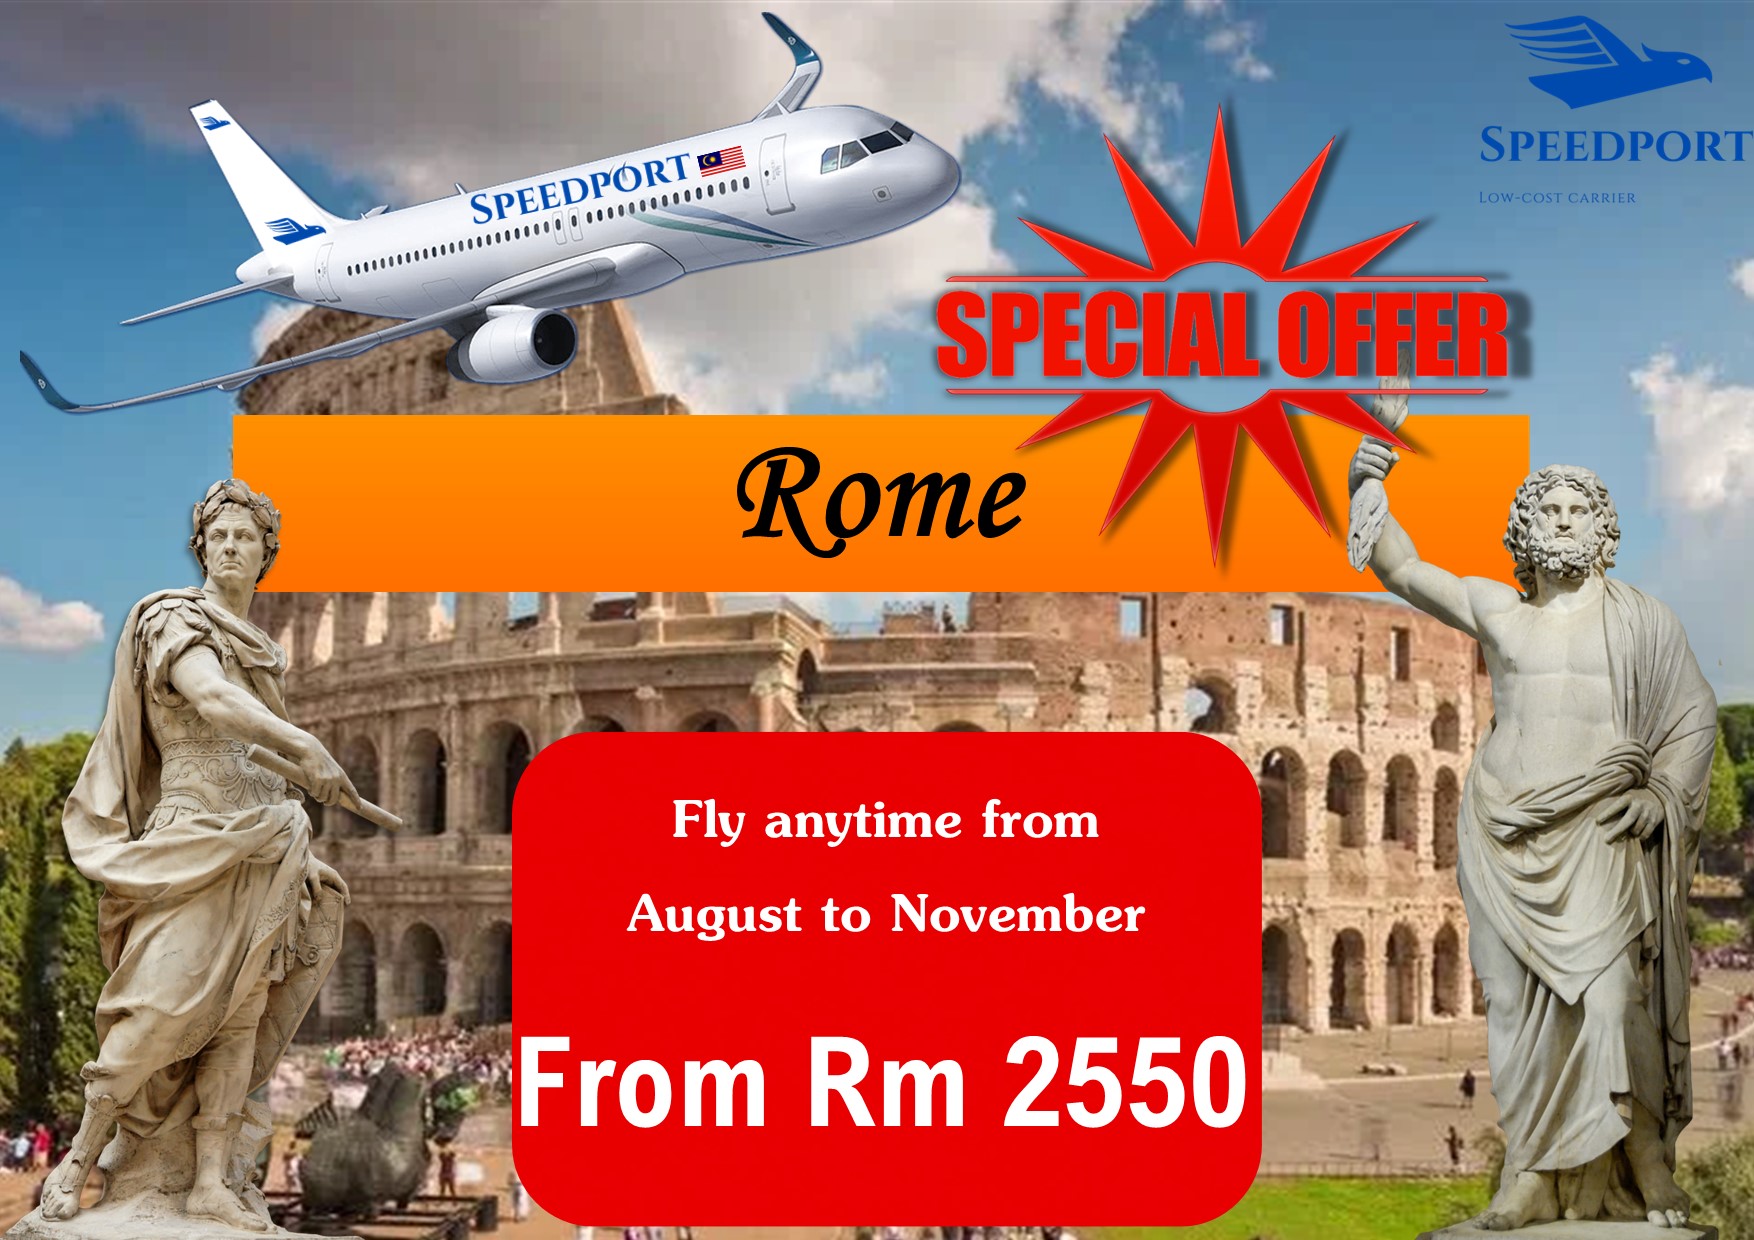 SPEEDPORT
SPEEDPORT
LOW-COST CARRIER
SPECIAL OFFER
Rome
Fly anytime from
August to November
From Rm 2550